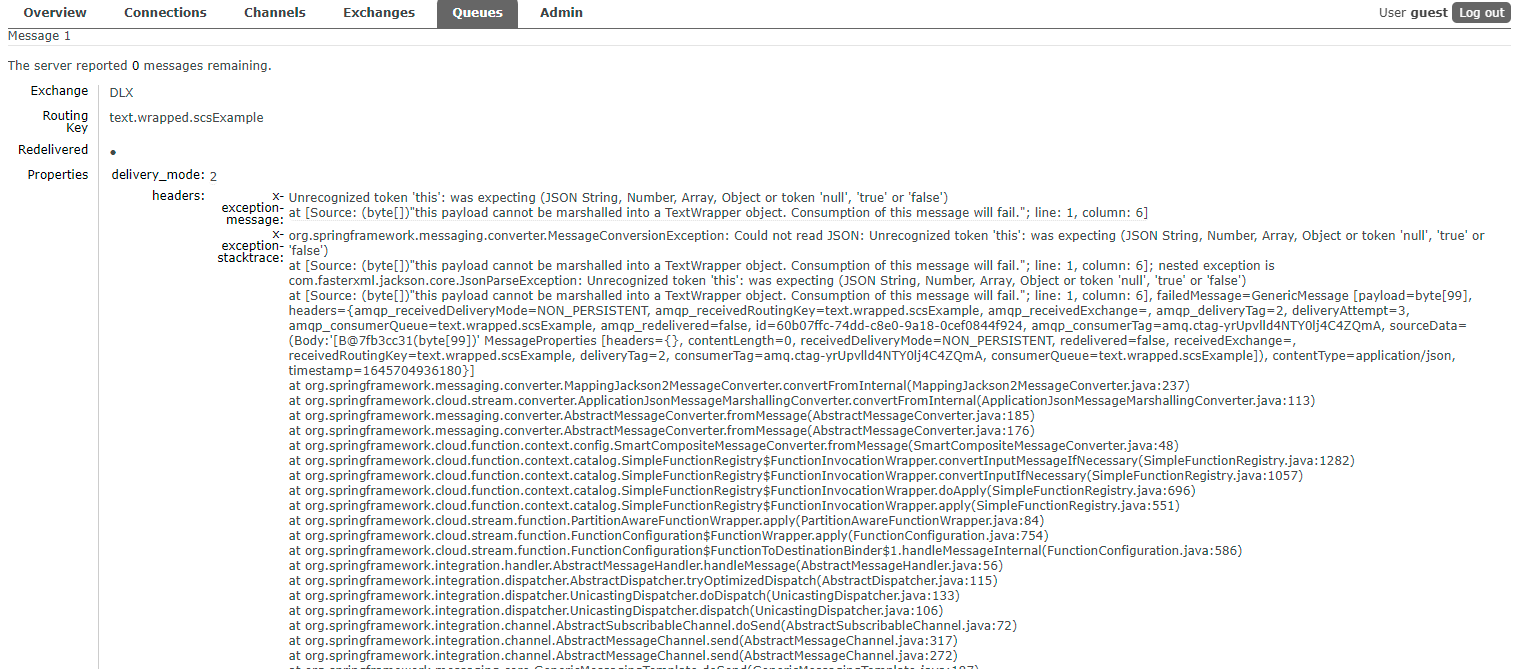 Overview Connections Channels Exchanges Queues Admin User guest Log out
Message 1
The server reported 0 messages remaining.
Exchange DLX
Routing Key text.wrapped.scsExample
Redelivered ●
Properties delivery_mode: 2
headers: x-exception-message: Unrecognized token 'this': was expecting (JSON String, Number, Array, Object or token 'null', 'true' or 'false')
at [Source: (byte[])"this payload cannot be marshalled into a TextWrapper object. Consumption of this message will fail."; line: 1, column: 6]
x-exception-stacktrace: org.springframework.messaging.converter.MessageConversionException: Could not read JSON: Unrecognized token 'this': was expecting (JSON String, Number, Array, Object or token 'null', 'true' or
'false')
at [Source: (byte[])"this payload cannot be marshalled into a TextWrapper object. Consumption of this message will fail."; line: 1, column: 6]; nested exception is
com.fasterxml.jackson.core.JsonParseException: Unrecognized token 'this': was expecting (JSON String, Number, Array, Object or token 'null', 'true' or 'false')
at [Source: (byte[])"this payload cannot be marshalled into a TextWrapper object. Consumption of this message will fail."; line: 1, column: 6], failedMessage=GenericMessage [payload=byte[99],
headers={amqp_receivedDeliveryMode=NON_PERSISTENT, amqp_receivedRoutingKey=text.wrapped.scsExample, amqp_receivedExchange=, amqp_deliveryTag=2, deliveryAttempt=3,
amqp_consumerQueue=text.wrapped.scsExample, amqp_redelivered=false, id=60b07ffc-74dd-c8e0-9a18-0cef0844f924, amqp_consumerTag=amq.ctag-yrUpvlld4NTY0lj4C4ZQmA, sourceData=
(Body:'[B@7fb3cc31(byte[99])' MessageProperties [headers={}, contentLength=0, receivedDeliveryMode=NON_PERSISTENT, redelivered=false, receivedExchange=,
receivedRoutingKey=text.wrapped.scsExample, deliveryTag=2, consumerTag=amq.ctag-yrUpvlld4NTY0lj4C4ZQmA, consumerQueue=text.wrapped.scsExample]), contentType=application/json,
timestamp=1645704936180}]
at org.springframework.messaging.converter.MappingJackson2MessageConverter.convertFromInternal(MappingJackson2MessageConverter.java:237)
at org.springframework.cloud.stream.converter.ApplicationJsonMessageMarshallingConverter.convertFromInternal(ApplicationJsonMessageMarshallingConverter.java:113)
at org.springframework.messaging.converter.AbstractMessageConverter.fromMessage(AbstractMessageConverter.java:185)
at org.springframework.messaging.converter.AbstractMessageConverter.fromMessage(AbstractMessageConverter.java:176)
at org.springframework.cloud.function.context.config.SmartCompositeMessageConverter.fromMessage(SmartCompositeMessageConverter.java:48)
at org.springframework.cloud.function.context.catalog.SimpleFunctionRegistry$FunctionInvocationWrapper.convertInputMessageIfNecessary(SimpleFunctionRegistry.java:1282)
at org.springframework.cloud.function.context.catalog.SimpleFunctionRegistry$FunctionInvocationWrapper.convertInputIfNecessary(SimpleFunctionRegistry.java:1057)
at org.springframework.cloud.function.context.catalog.SimpleFunctionRegistry$FunctionInvocationWrapper.doApply(SimpleFunctionRegistry.java:696)
at org.springframework.cloud.function.context.catalog.SimpleFunctionRegistry$FunctionInvocationWrapper.apply(SimpleFunctionRegistry.java:551)
at org.springframework.cloud.stream.function.PartitionAwareFunctionWrapper.apply(PartitionAwareFunctionWrapper.java:84)
at org.springframework.cloud.stream.function.FunctionConfiguration$FunctionWrapper.apply(FunctionConfiguration.java:754)
at org.springframework.cloud.stream.function.FunctionConfiguration$FunctionToDestinationBinder$1.handleMessageInternal(FunctionConfiguration.java:586)
at org.springframework.integration.handler.AbstractMessageHandler.handleMessage(AbstractMessageHandler.java:56)
at org.springframework.integration.dispatcher.AbstractDispatcher.tryOptimizedDispatch(AbstractDispatcher.java:115)
at org.springframework.integration.dispatcher.UnicastingDispatcher.doDispatch(UnicastingDispatcher.java:133)
at org.springframework.integration.dispatcher.UnicastingDispatcher.dispatch(UnicastingDispatcher.java:106)
at org.springframework.integration.channel.AbstractSubscribableChannel.doSend(AbstractSubscribableChannel.java:72)
at org.springframework.integration.channel.AbstractMessageChannel.send(AbstractMessageChannel.java:317)
at org.springframework.integration.channel.AbstractMessageChannel.send(AbstractMessageChannel.java:272)